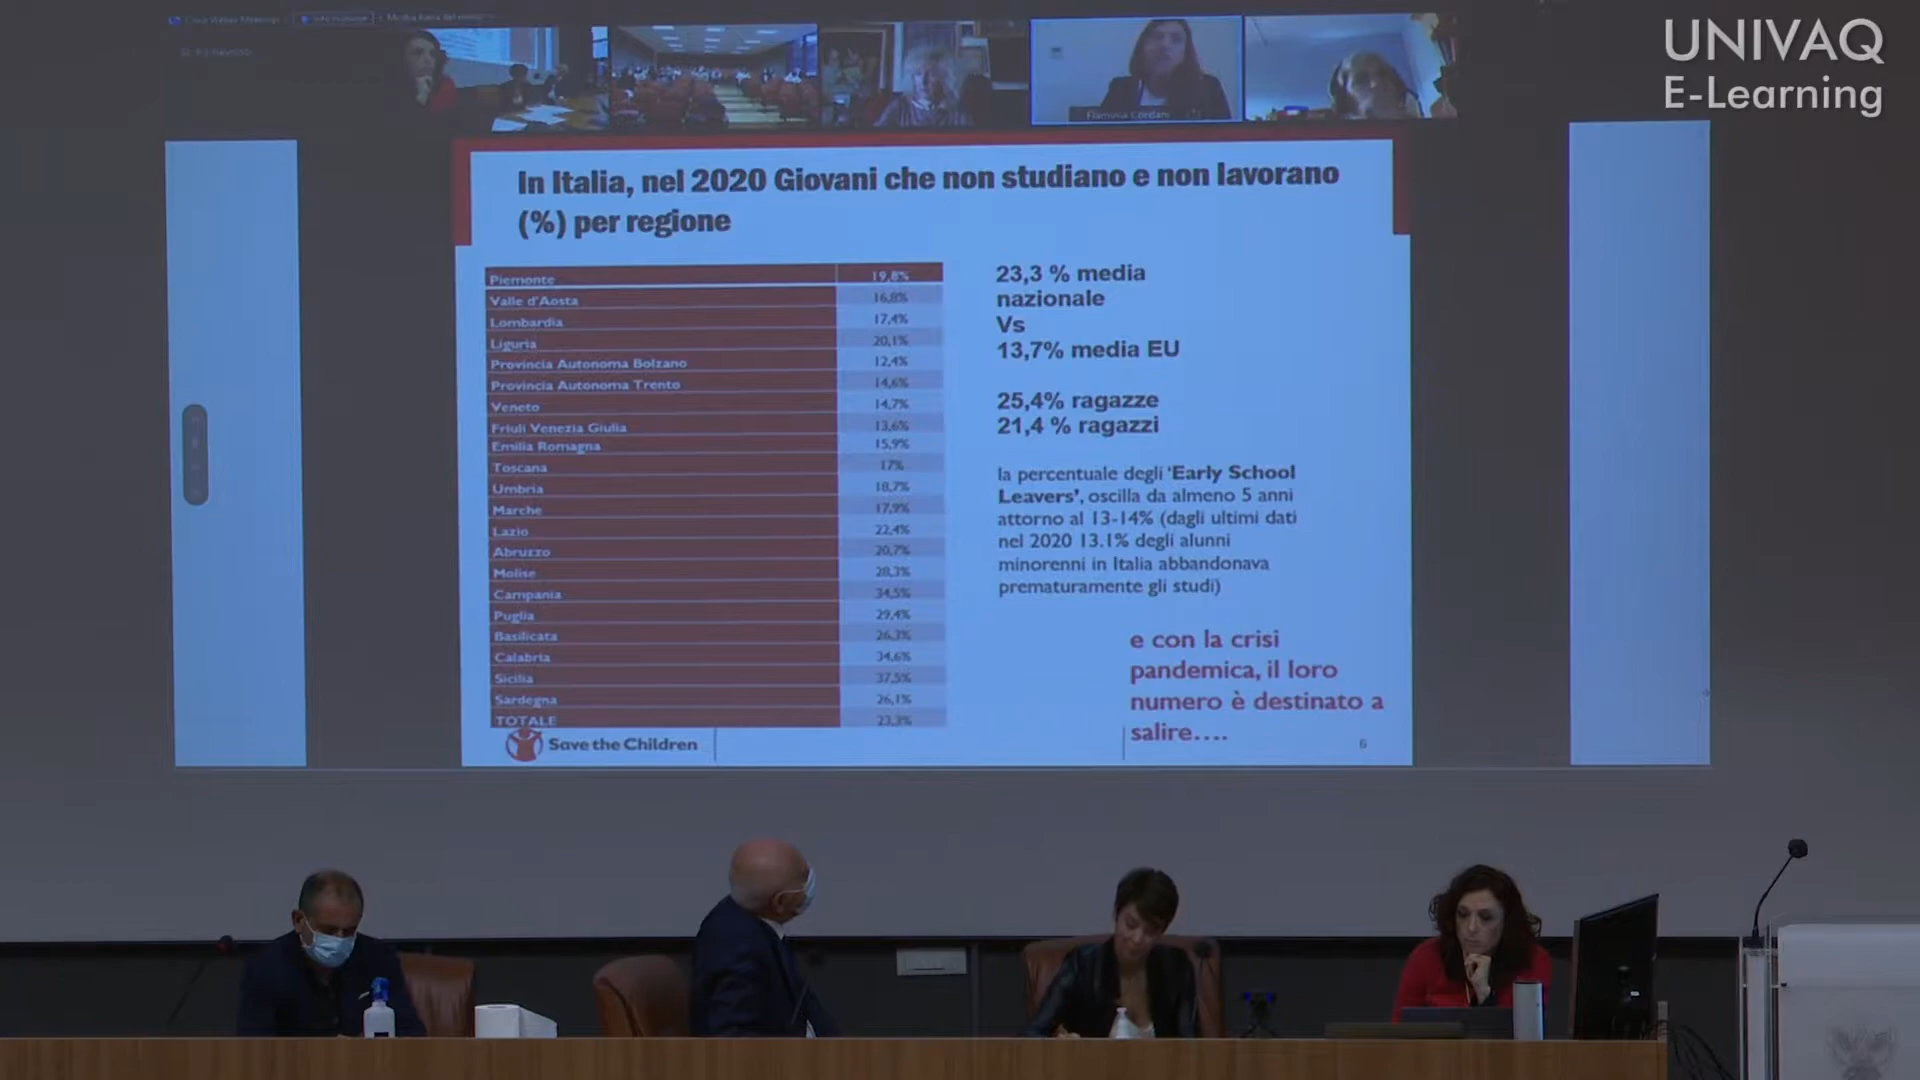 UNIVAQ
E-Learning
In Italia, nel 2020 Giovani che non studiano e non lavorano
(%) per regione
Piemonte 19,8%
Valle d'Aosta 16,8%
Lombardia 17,4%
Liguria 20,1%
Provincia Autonoma Bolzano 12,4%
Provincia Autonoma Trento 14,6%
Veneto 14,7%
Friuli Venezia Giulia 13,6%
Emilia Romagna 15,9%
Toscana 17%
Umbria 18,7%
Marche 17,9%
Lazio 22,4%
Abruzzo 20,7%
Molise 28,3%
Campania 34,5%
Puglia 29,4%
Basilicata 26,3%
Calabria 34,6%
Sicilia 37,5%
Sardegna 26,1%
TOTALE 23,3%
23,3 % media
nazionale
Vs
13,7% media EU
25,4% ragazze
21,4 % ragazzi
la percentuale degli 'Early School
Leavers', oscilla da almeno 5 anni
attorno al 13-14% (dagli ultimi dati
nel 2020 13.1% degli alunni
minorenni in Italia abbandonava
prematuramente gli studi)
e con la crisi
pandemica, il loro
numero è destinato a
salire....
Save the Children
6